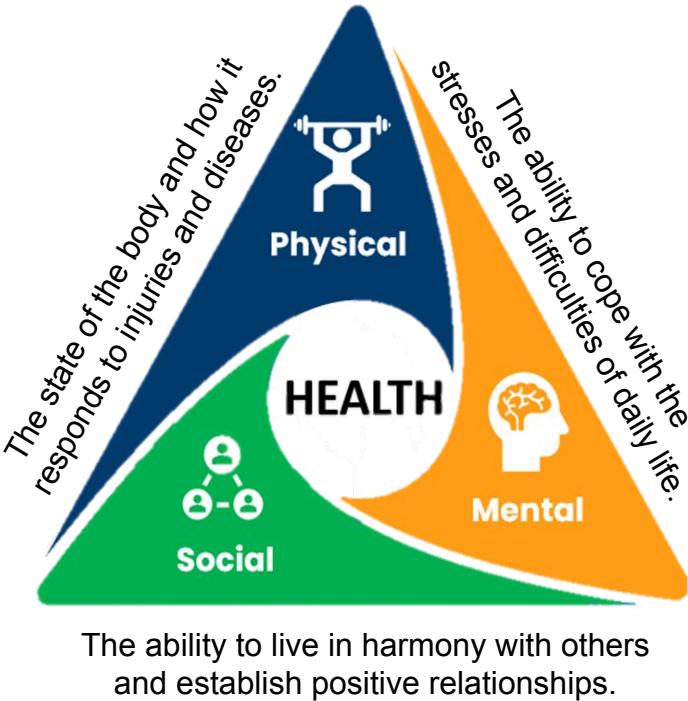 The state of the body and how it
responds to injuries and diseases.
The ability to cope with the
stresses and difficulties of daily life.
Physical
HEALTH
Mental
Social
The ability to live in harmony with others
and establish positive relationships.